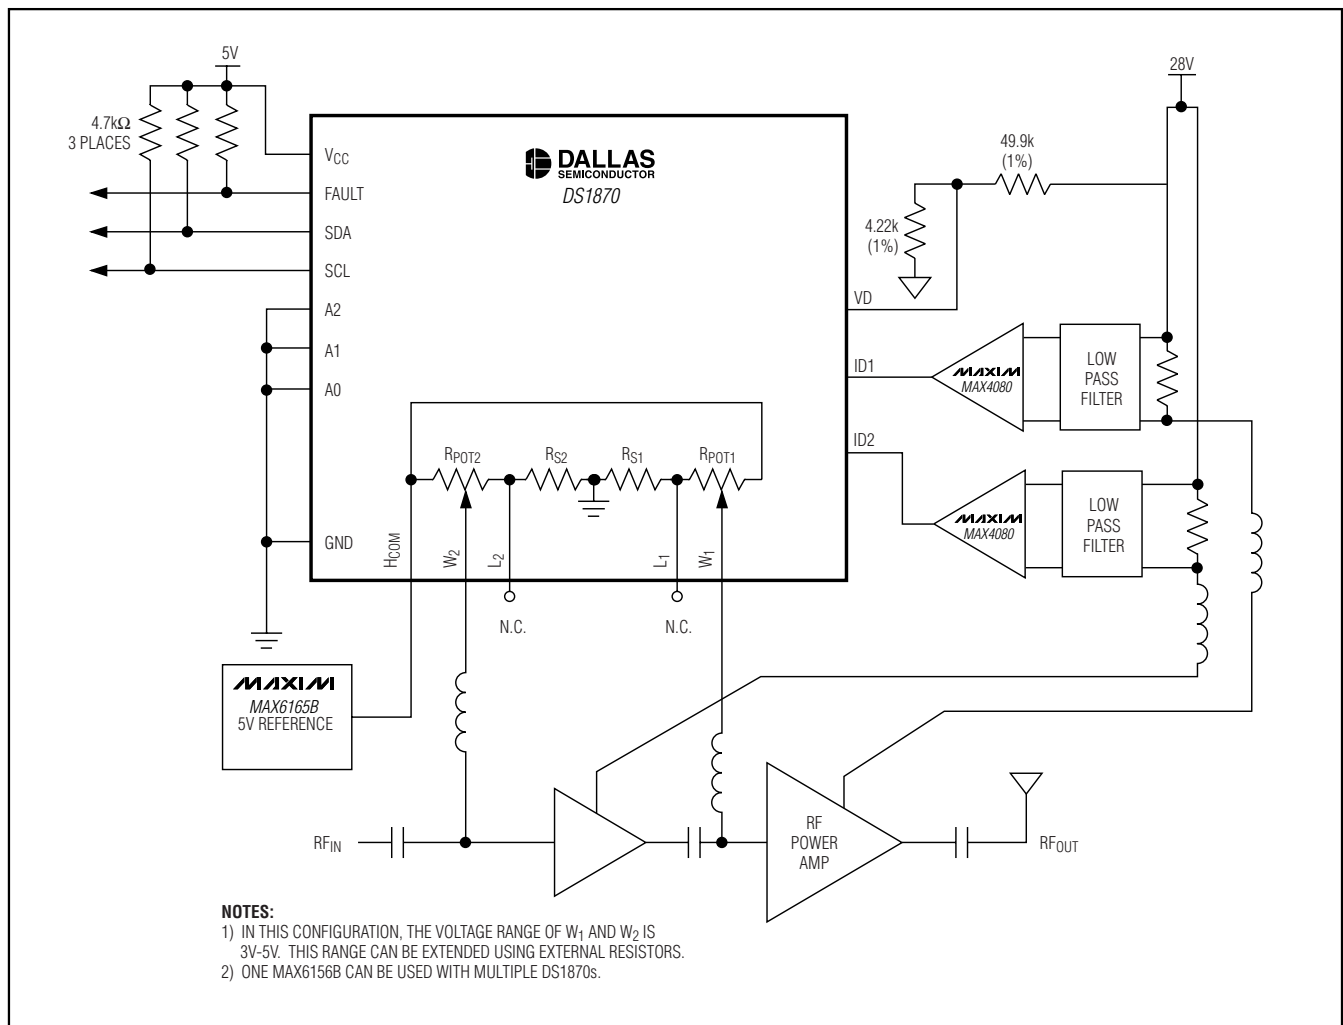 5V
28V
4.7kΩ
3 PLACES
VCC
FAULT
SDA
SCL
A2
A1
A0
GND
DALLAS
SEMICONDUCTOR
DS1870
49.9k
(1%)
4.22k
(1%)
VD
ID1
ID2
MAXIM
MAX4080
LOW
PASS
FILTER
MAXIM
MAX4080
LOW
PASS
FILTER
RPOT2
RS2
RS1
RPOT1
HCOM
W2
L2
L1
W1
N.C.
N.C.
MAXIM
MAX6165B
5V REFERENCE
RFIN
RF
POWER
AMP
RFOUT
NOTES:
1) IN THIS CONFIGURATION, THE VOLTAGE RANGE OF W1 AND W2 IS
3V-5V. THIS RANGE CAN BE EXTENDED USING EXTERNAL RESISTORS.
2) ONE MAX6156B CAN BE USED WITH MULTIPLE DS1870s.